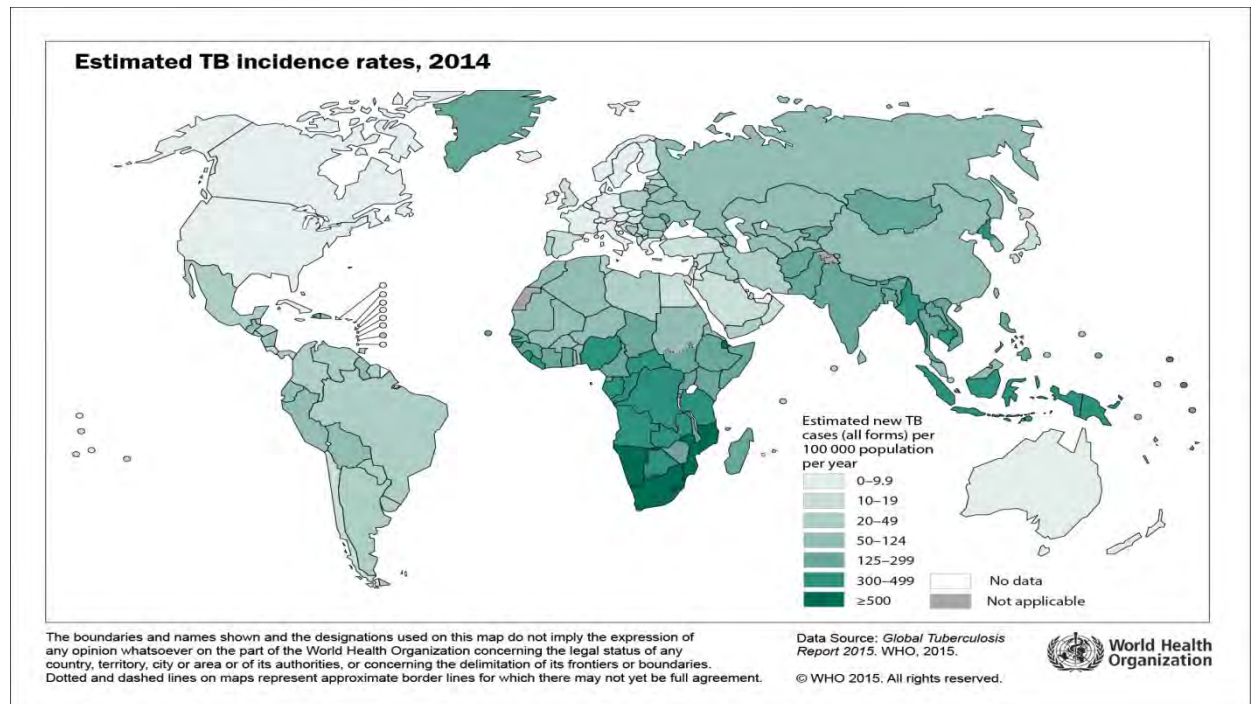 Estimated TB incidence rates, 2014
Estimated new TB
cases (all forms) per
100 000 population
per year
0–9.9
10–19
20–49
50–124
125–299
300–499
≥500
No data
Not applicable
The boundaries and names shown and the designations used on this map do not imply the expression of
any opinion whatsoever on the part of the World Health Organization concerning the legal status of any
country, territory, city or area or of its authorities, or concerning the delimitation of its frontiers or boundaries.
Dotted and dashed lines on maps represent approximate border lines for which there may not yet be full agreement.
Data Source: Global Tuberculosis
Report 2015. WHO, 2015.
© WHO 2015. All rights reserved.
World Health
Organization